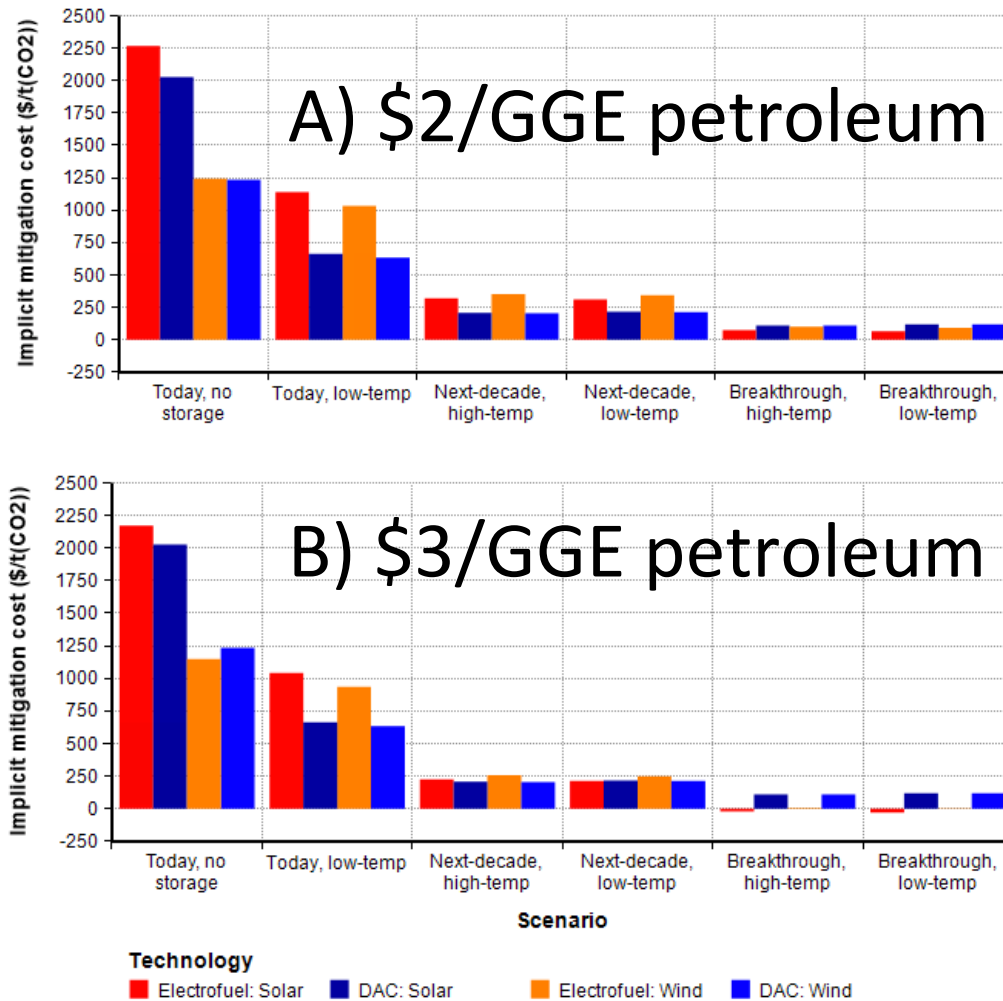 Implicit mitigation cost ($/t(CO2))
2500
2250
2000
1750
1500
1250
1000
750
500
250
0
-250
A) $2/GGE petroleum
Today, no
storage
Today, low-temp
Next-decade,
high-temp
Next-decade,
low-temp
Breakthrough,
high-temp
Breakthrough,
low-temp
Implicit mitigation cost ($/t(CO2))
2500
2250
2000
1750
1500
1250
1000
750
500
250
0
-250
B) $3/GGE petroleum
Today, no
storage
Today, low-temp
Next-decade,
high-temp
Next-decade,
low-temp
Breakthrough,
high-temp
Breakthrough,
low-temp
Scenario
Technology
Electrofuel: Solar
DAC: Solar
Electrofuel: Wind
DAC: Wind